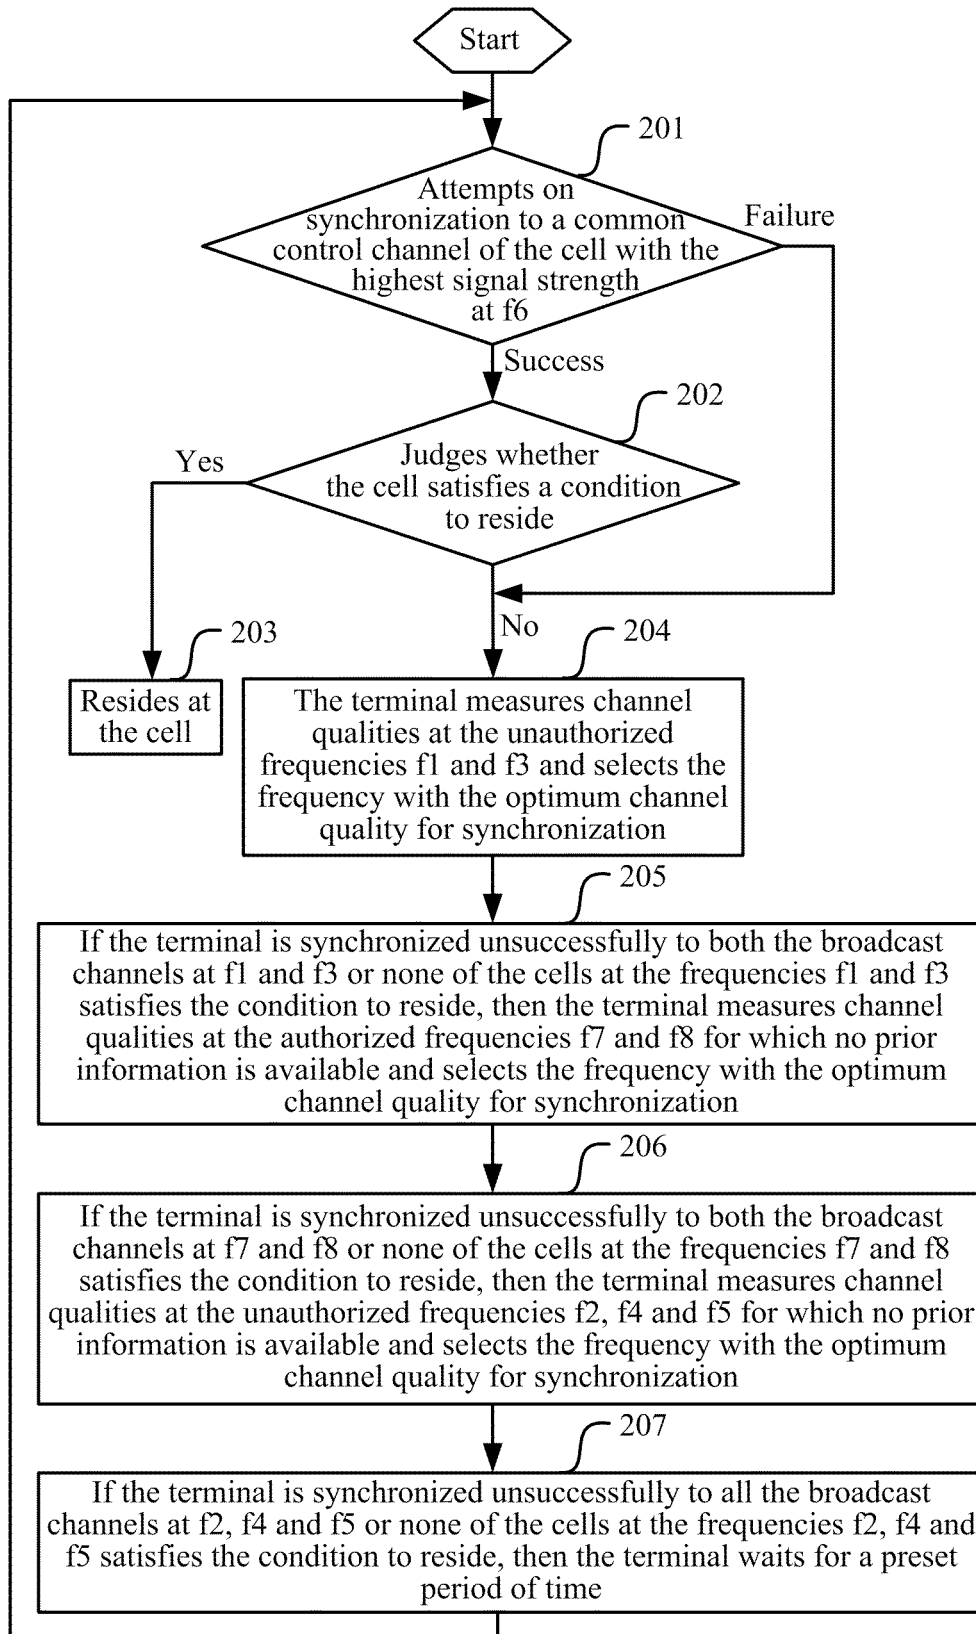 Start
201
Attempts on
synchronization to a common
control channel of the cell with the
highest signal strength
at f6
Failure
Success
202
Yes
Judges whether
the cell satisfies a condition
to reside
No
203
204
Resides at
the cell
The terminal measures channel
qualities at the unauthorized
frequencies f1 and f3 and selects the
frequency with the optimum channel
quality for synchronization
205
If the terminal is synchronized unsuccessfully to both the broadcast
channels at f1 and f3 or none of the cells at the frequencies f1 and f3
satisfies the condition to reside, then the terminal measures channel
qualities at the authorized frequencies f7 and f8 for which no prior
information is available and selects the frequency with the optimum
channel quality for synchronization
206
If the terminal is synchronized unsuccessfully to both the broadcast
channels at f7 and f8 or none of the cells at the frequencies f7 and f8
satisfies the condition to reside, then the terminal measures channel
qualities at the unauthorized frequencies f2, f4 and f5 for which no prior
information is available and selects the frequency with the optimum
channel quality for synchronization
207
If the terminal is synchronized unsuccessfully to all the broadcast
channels at f2, f4 and f5 or none of the cells at the frequencies f2, f4 and
f5 satisfies the condition to reside, then the terminal waits for a preset
period of time